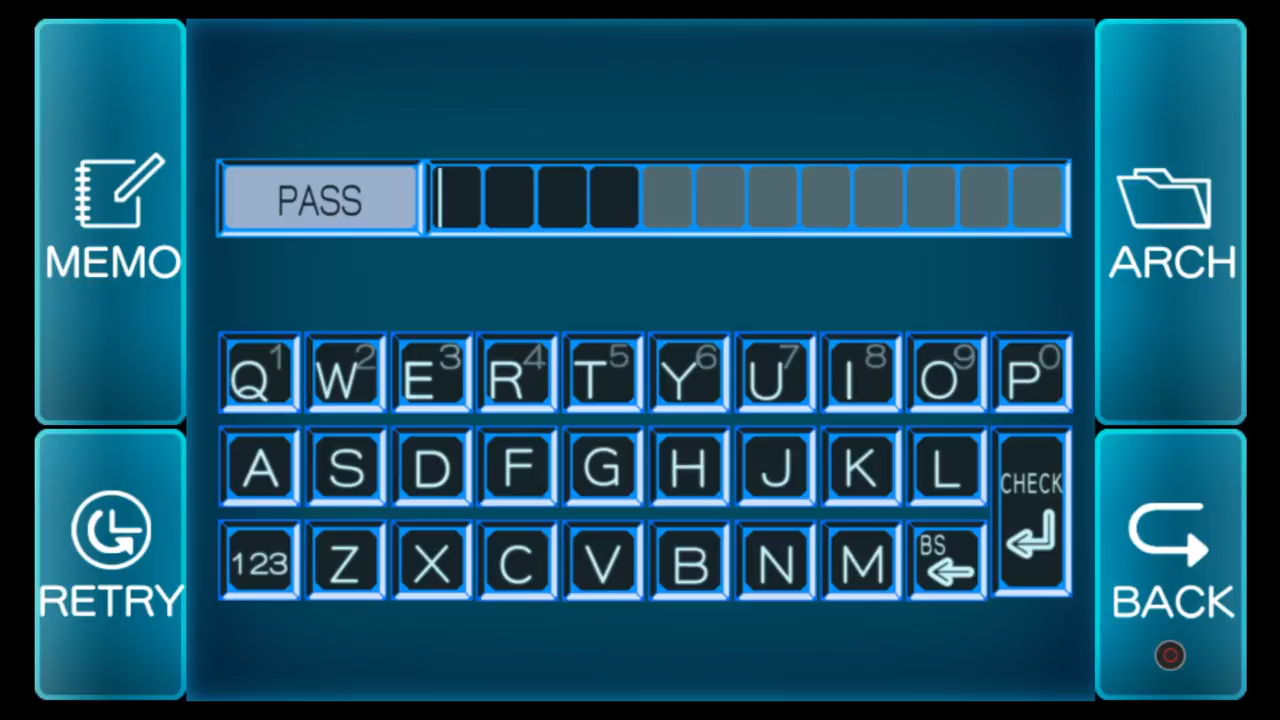 PASS
MEMO
ARCH
Q1 W2 E3 R4 T5 Y6 U7 I8 O9 P0
A S D F G H J K L CHECK
123 Z X C V B N M BS
RETRY
BACK